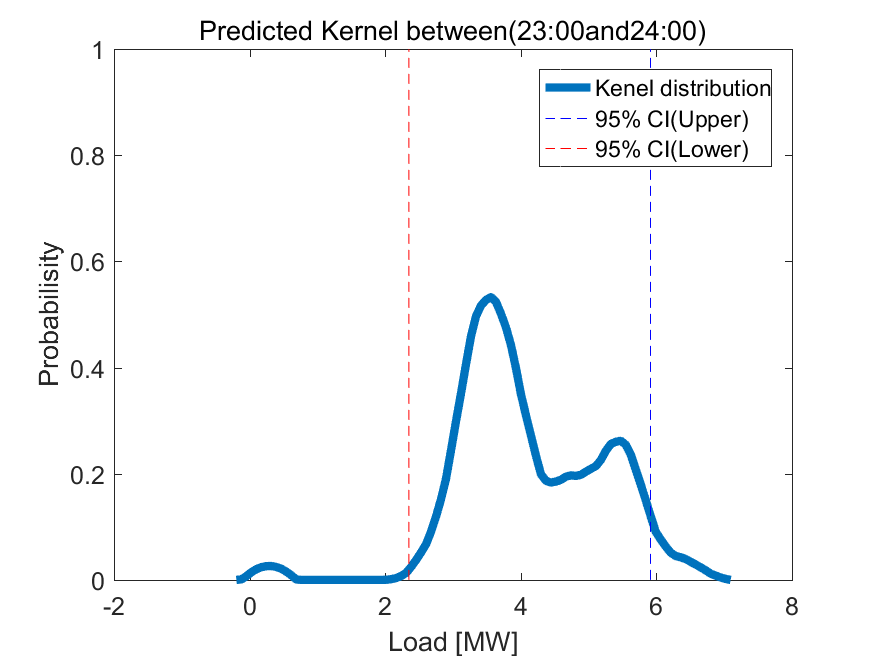 Predicted Kernel between(23:00and24:00)
1
0.8
0.6
0.4
0.2
0
Probabilisity
Kenel distribution
95% CI(Upper)
95% CI(Lower)
-2 0 2 4 6 8
Load [MW]